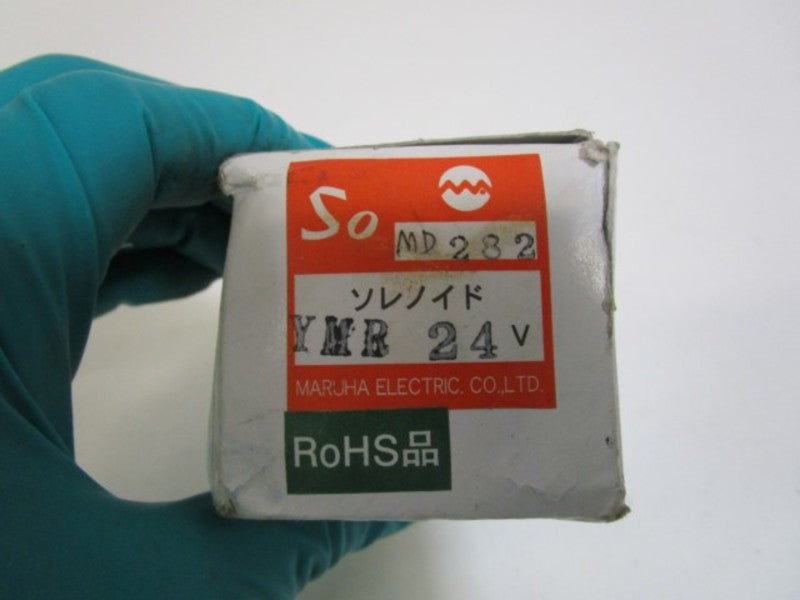 So
MD 282
ソレノイド
YMR 24 V
MARUHA ELECTRIC. CO.,LTD.
RoHS品